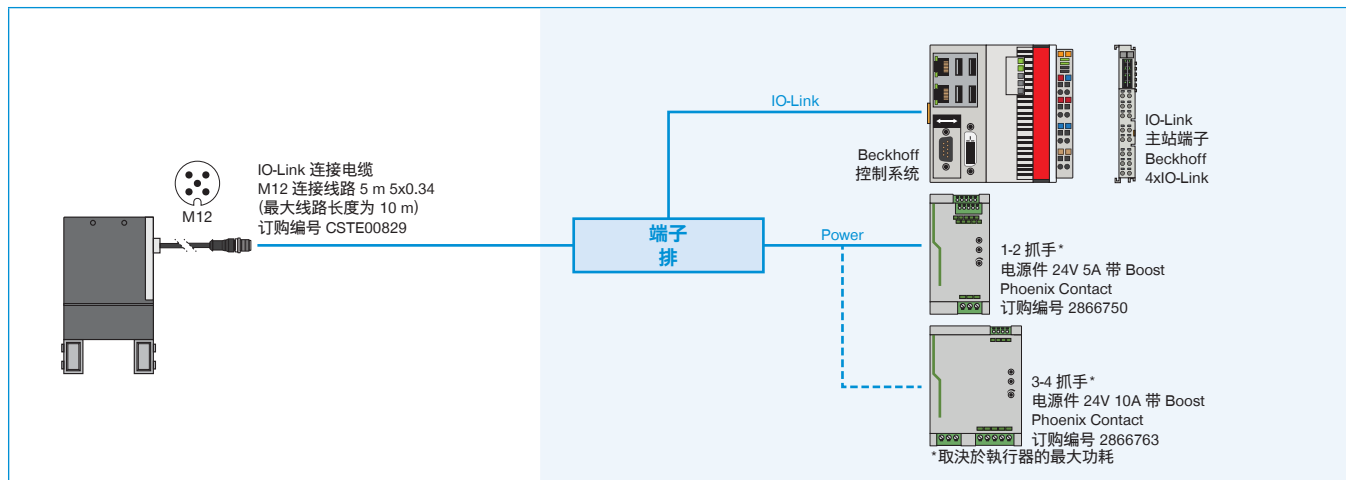 M12
IO-Link 连接电缆
M12 连接线路 5 m 5x0.34
(最大线路长度为 10 m)
订购编号 CSTE00829
端子
排
IO-Link
Power
Beckhoff
控制系统
IO-Link
主站端子
Beckhoff
4xIO-Link
1-2 抓手*
电源件 24V 5A 带 Boost
Phoenix Contact
订购编号 2866750
3-4 抓手*
电源件 24V 10A 带 Boost
Phoenix Contact
订购编号 2866763
*取決於執行器的最大功耗